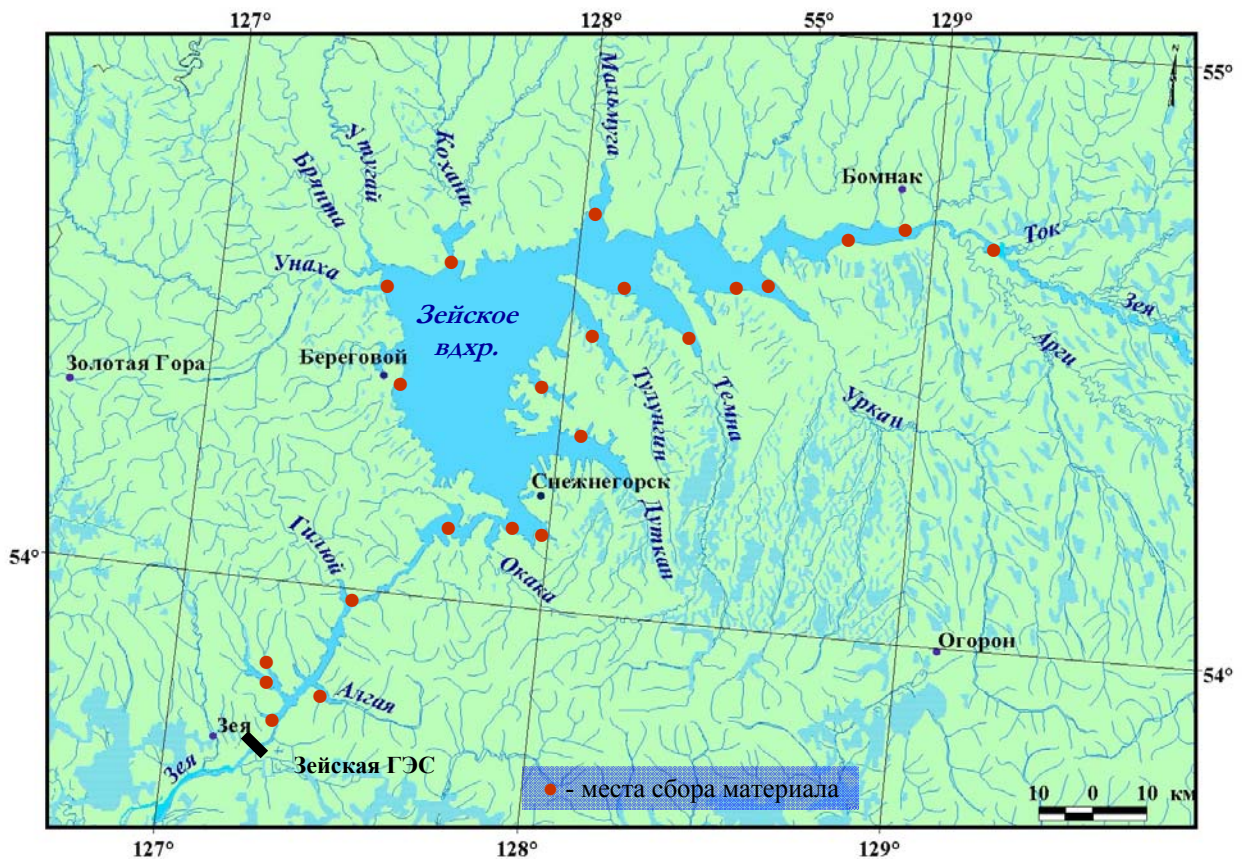 127° 128° 55° 129°
55°
Мальмуга
Утугай
Кохани
Брянта
Бомнак
Унаха
Ток
Зейское
вдхр.
Зея
Арги
Береговой
Золотая Гора
Тулунгин
Темна
Уркан
Снежнегорск
Дуткан
Гилюй
54°
Окака
Огорон
54°
Алгая
Зея
Зея
Зейская ГЭС
- места сбора материала
10 0 10 км
127° 128° 129°